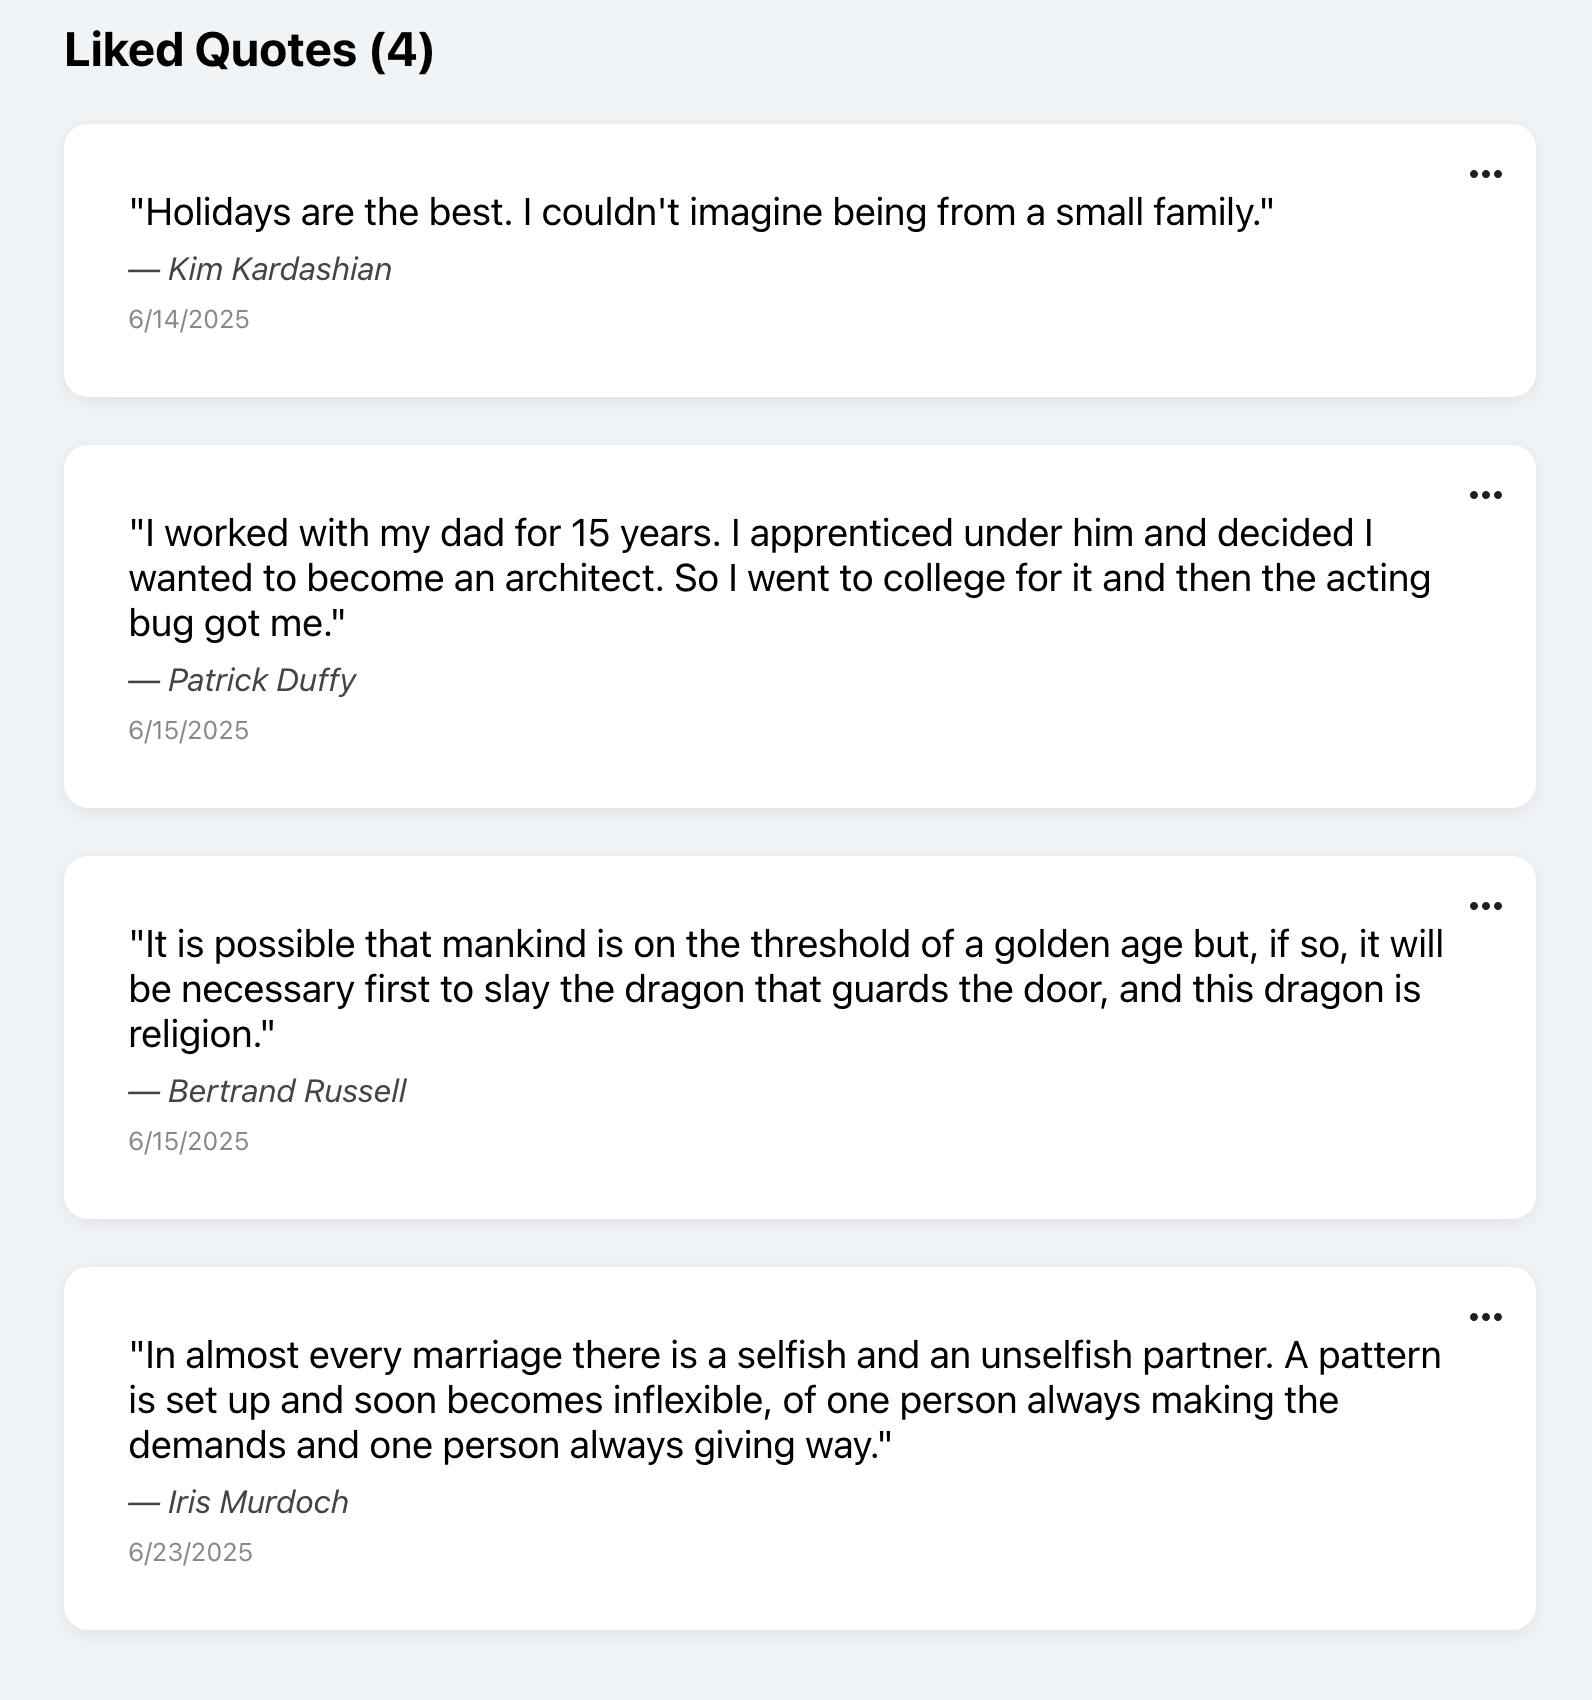 Liked Quotes (4)
"Holidays are the best. I couldn't imagine being from a small family."
— Kim Kardashian
6/14/2025
"I worked with my dad for 15 years. I apprenticed under him and decided I
wanted to become an architect. So I went to college for it and then the acting
bug got me."
— Patrick Duffy
6/15/2025
"It is possible that mankind is on the threshold of a golden age but, if so, it will
be necessary first to slay the dragon that guards the door, and this dragon is
religion."
— Bertrand Russell
6/15/2025
"In almost every marriage there is a selfish and an unselfish partner. A pattern
is set up and soon becomes inflexible, of one person always making the
demands and one person always giving way."
— Iris Murdoch
6/23/2025